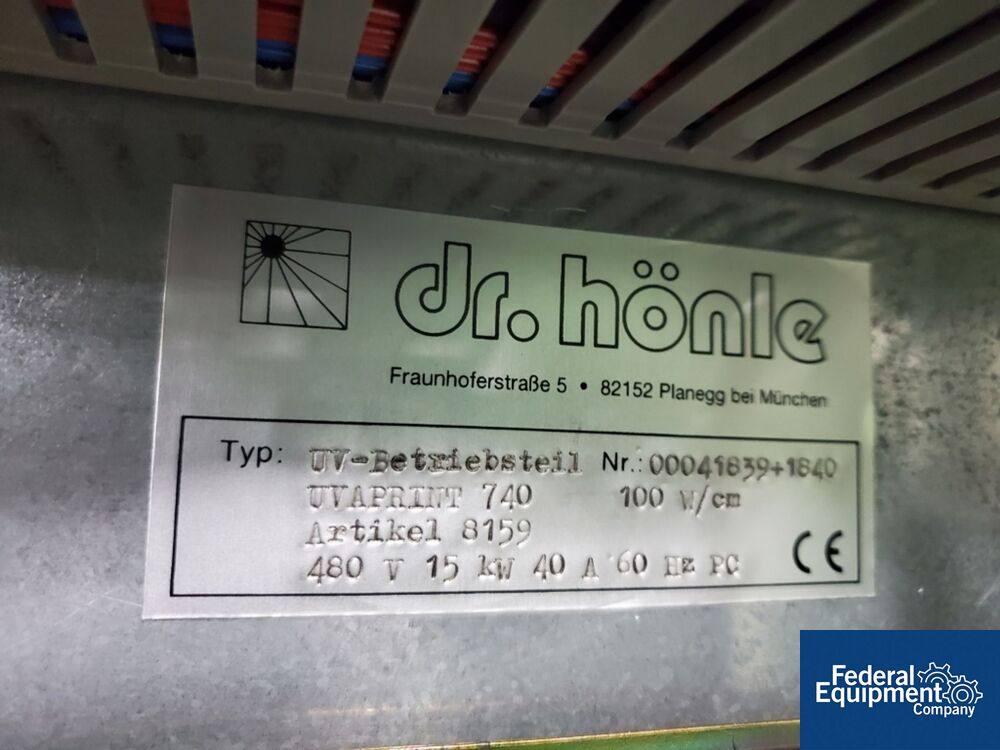 dr. hönle
Fraunhoferstraße 5 • 82152 Planegg bei München
Typ: UV-Betriebsteil Nr.: 00041839+1840
UVAPRINT 740 100 W/cm
Artikel 8159
480 V 15 kW 40 A 60 Hz PC
CE
Federal
Equipment
Company